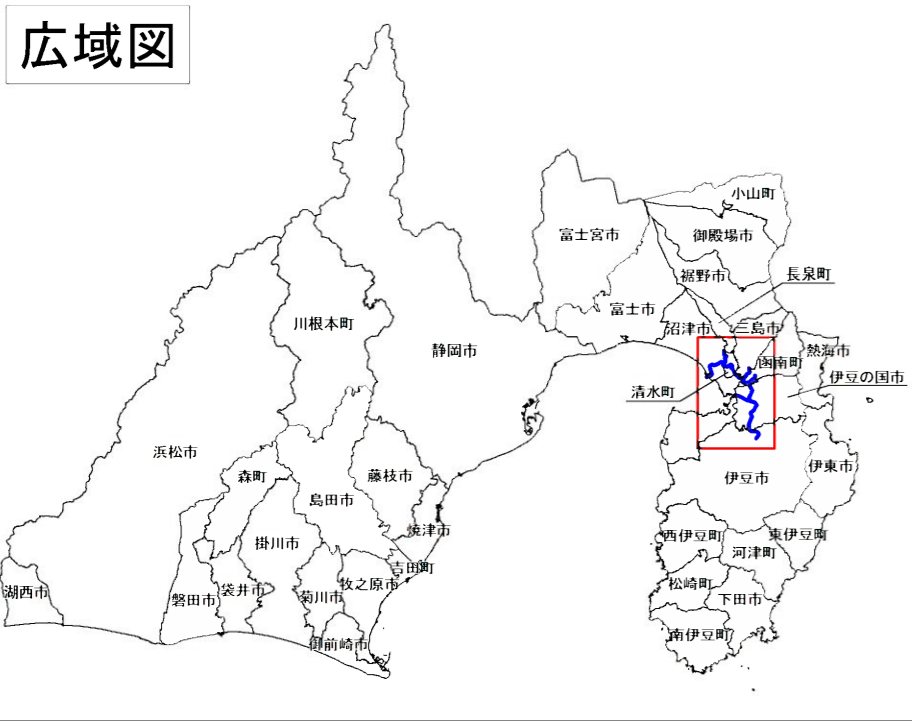 広域図
小山町
富士宮市
御殿場市
裾野市
長泉町
富士市
川根本町
沼津市
三島市
静岡市
熱海市
函南町
伊豆の国市
清水町
浜松市
伊東市
森町
藤枝市
伊豆市
島田市
焼津市
西伊豆町
東伊豆町
掛川市
河津町
吉田町
湖西市
袋井市
牧之原市
松崎町
磐田市
菊川市
下田市
南伊豆町
御前崎市